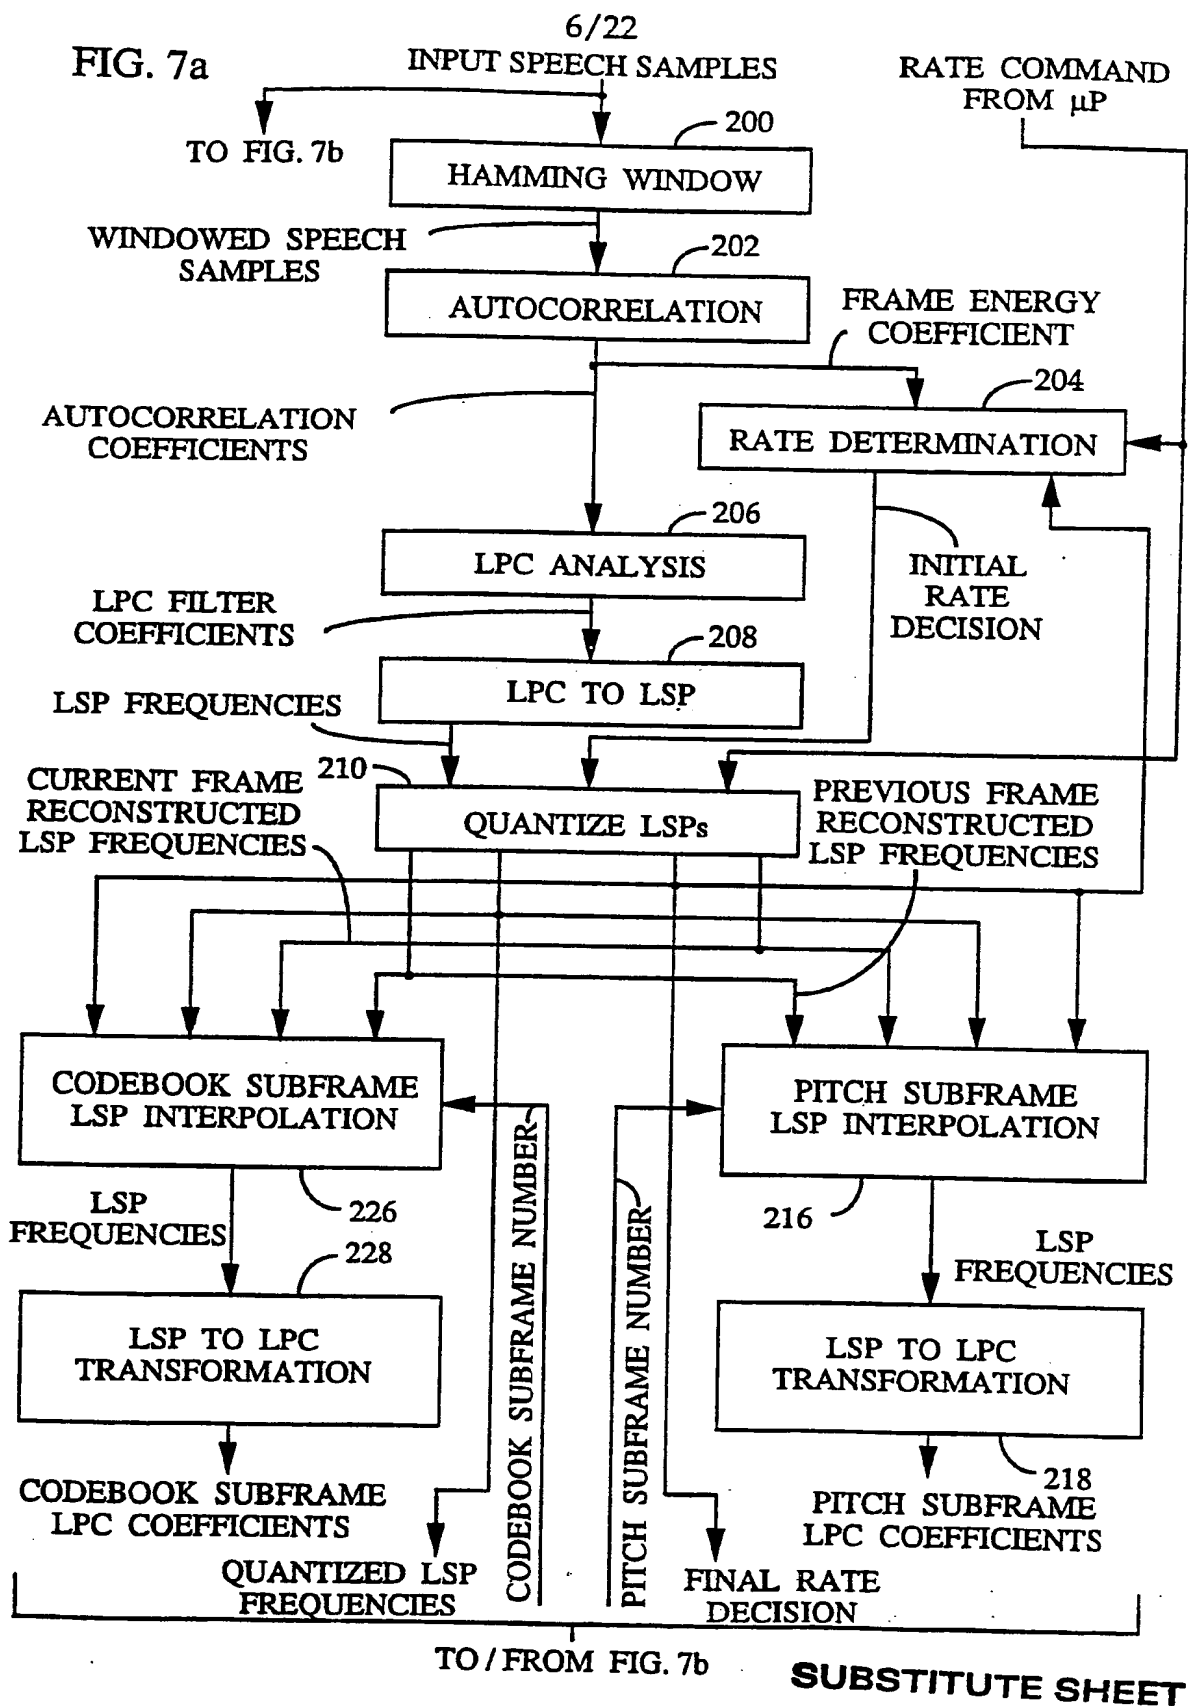 6/22
FIG. 7a
INPUT SPEECH SAMPLES
RATE COMMAND
FROM µP
TO FIG. 7b
200
HAMMING WINDOW
WINDOWED SPEECH
SAMPLES
202
AUTOCORRELATION
FRAME ENERGY
COEFFICIENT
204
AUTOCORRELATION
COEFFICIENTS
RATE DETERMINATION
206
LPC ANALYSIS
INITIAL
RATE
DECISION
LPC FILTER
COEFFICIENTS
208
LPC TO LSP
LSP FREQUENCIES
210
CURRENT FRAME
RECONSTRUCTED
LSP FREQUENCIES
QUANTIZE LSPs
PREVIOUS FRAME
RECONSTRUCTED
LSP FREQUENCIES
CODEBOOK SUBFRAME
LSP INTERPOLATION
PITCH SUBFRAME
LSP INTERPOLATION
226
216
LSP
FREQUENCIES
228
LSP
FREQUENCIES
CODEBOOK SUBFRAME NUMBER
PITCH SUBFRAME NUMBER
LSP TO LPC
TRANSFORMATION
LSP TO LPC
TRANSFORMATION
218
CODEBOOK SUBFRAME
LPC COEFFICIENTS
PITCH SUBFRAME
LPC COEFFICIENTS
QUANTIZED LSP
FREQUENCIES
FINAL RATE
DECISION
TO / FROM FIG. 7b
SUBSTITUTE SHEET